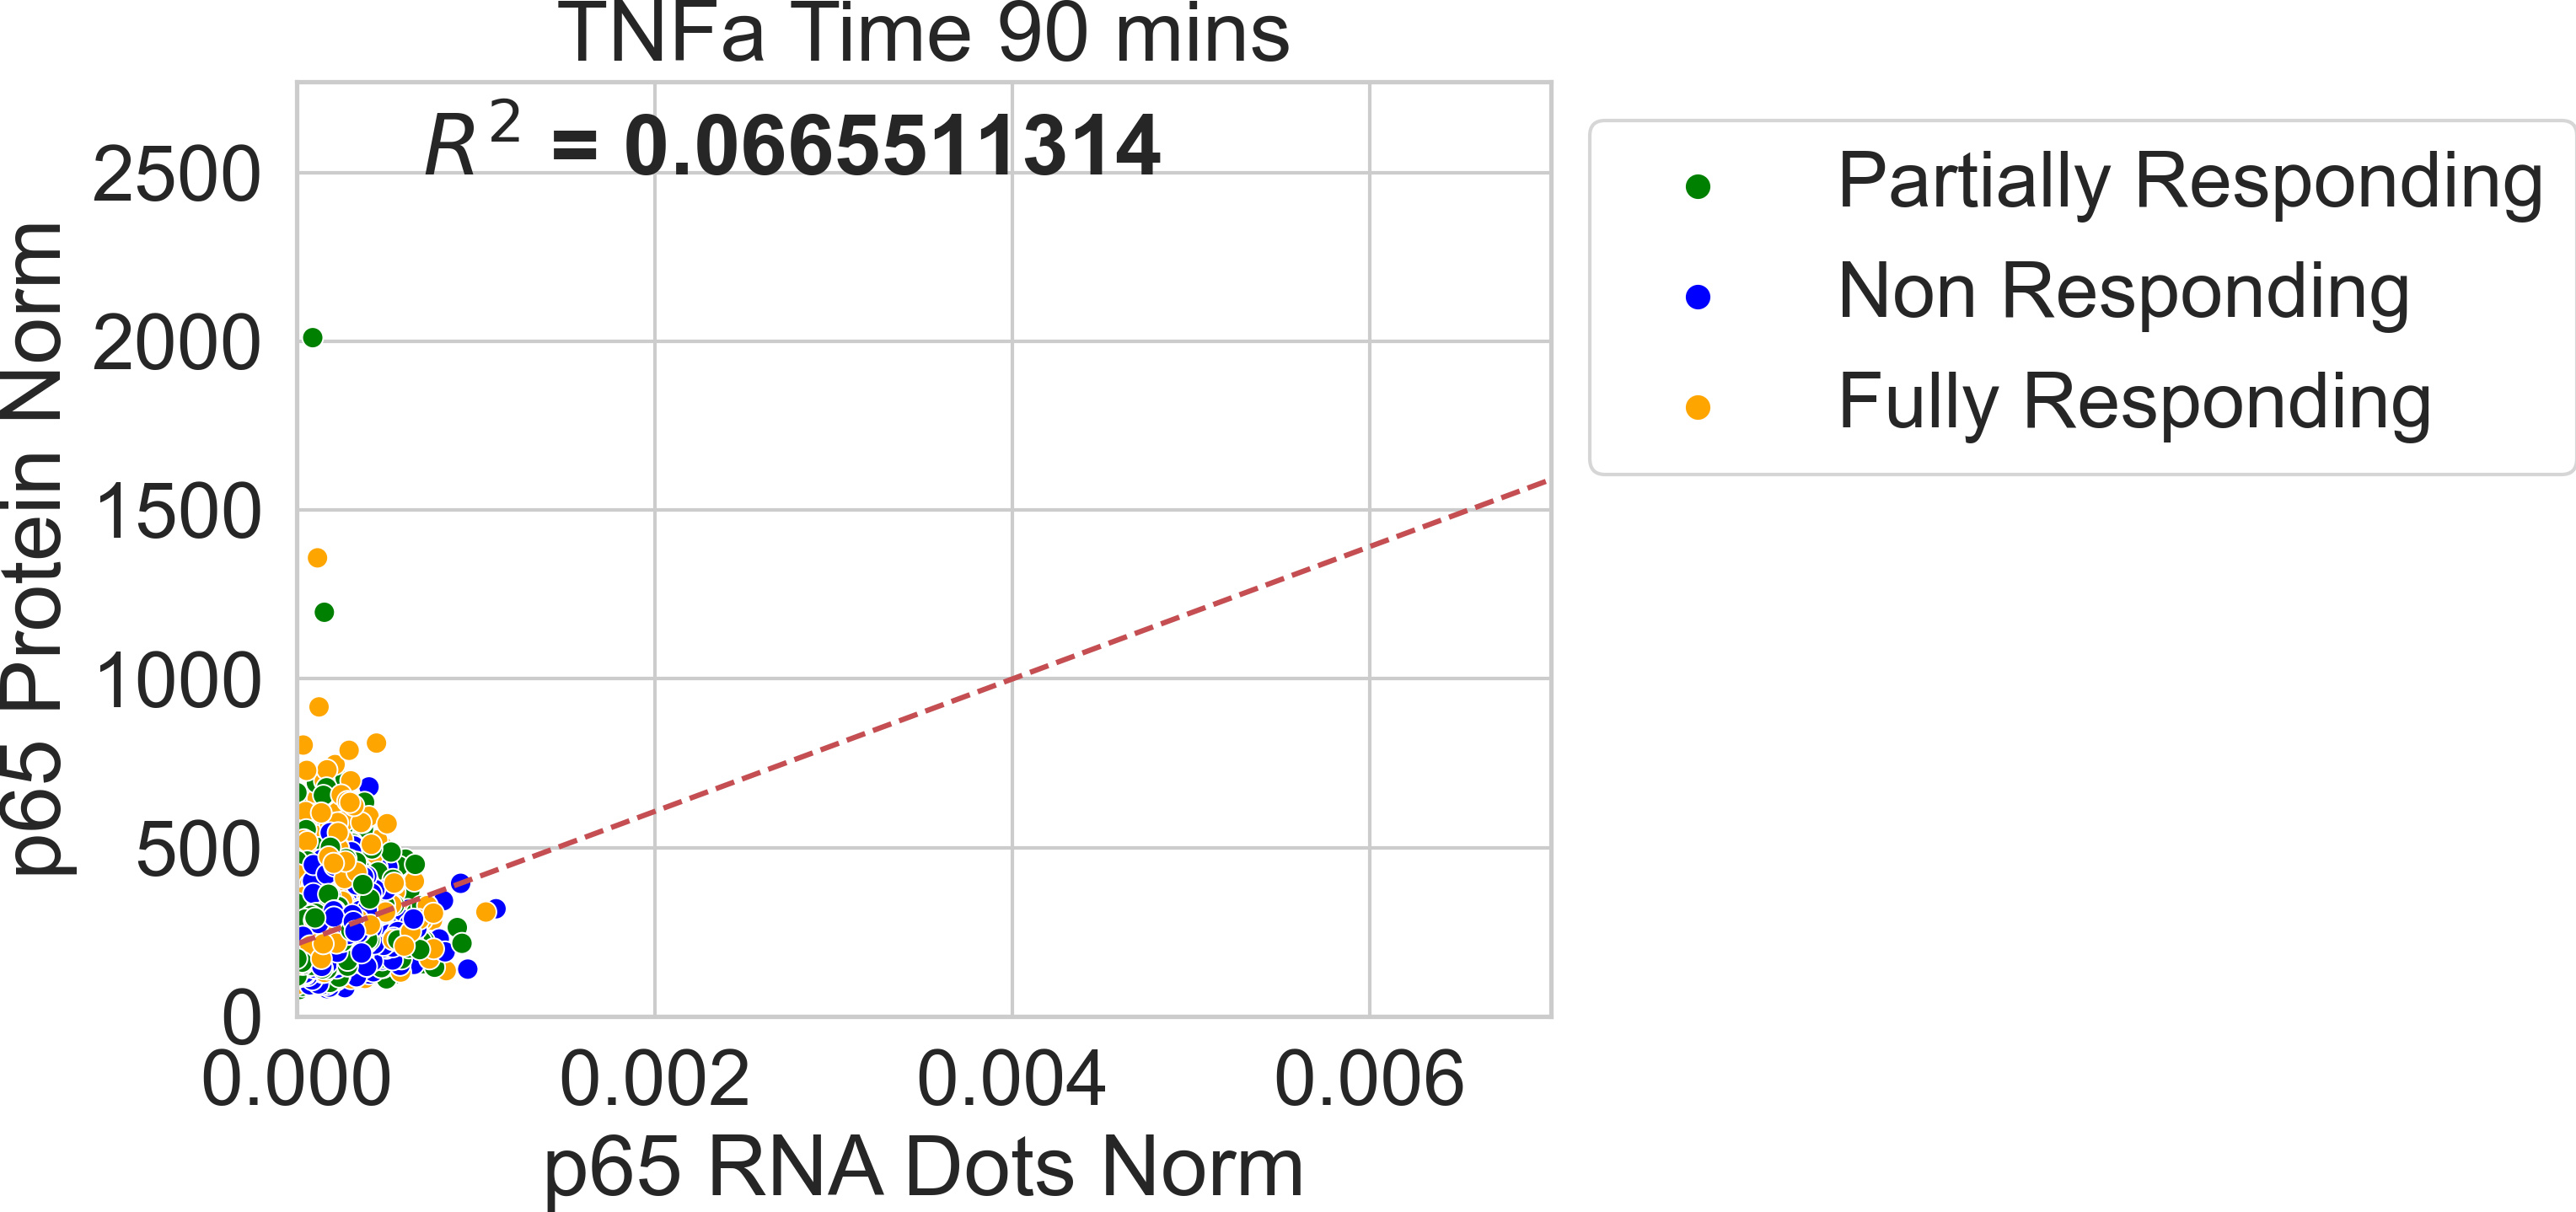 TNFa Time 90 mins
R² = 0.0665511314
2500
2000
1500
1000
500
0
p65 Protein Norm
0.000 0.002 0.004 0.006
p65 RNA Dots Norm
Partially Responding
Non Responding
Fully Responding